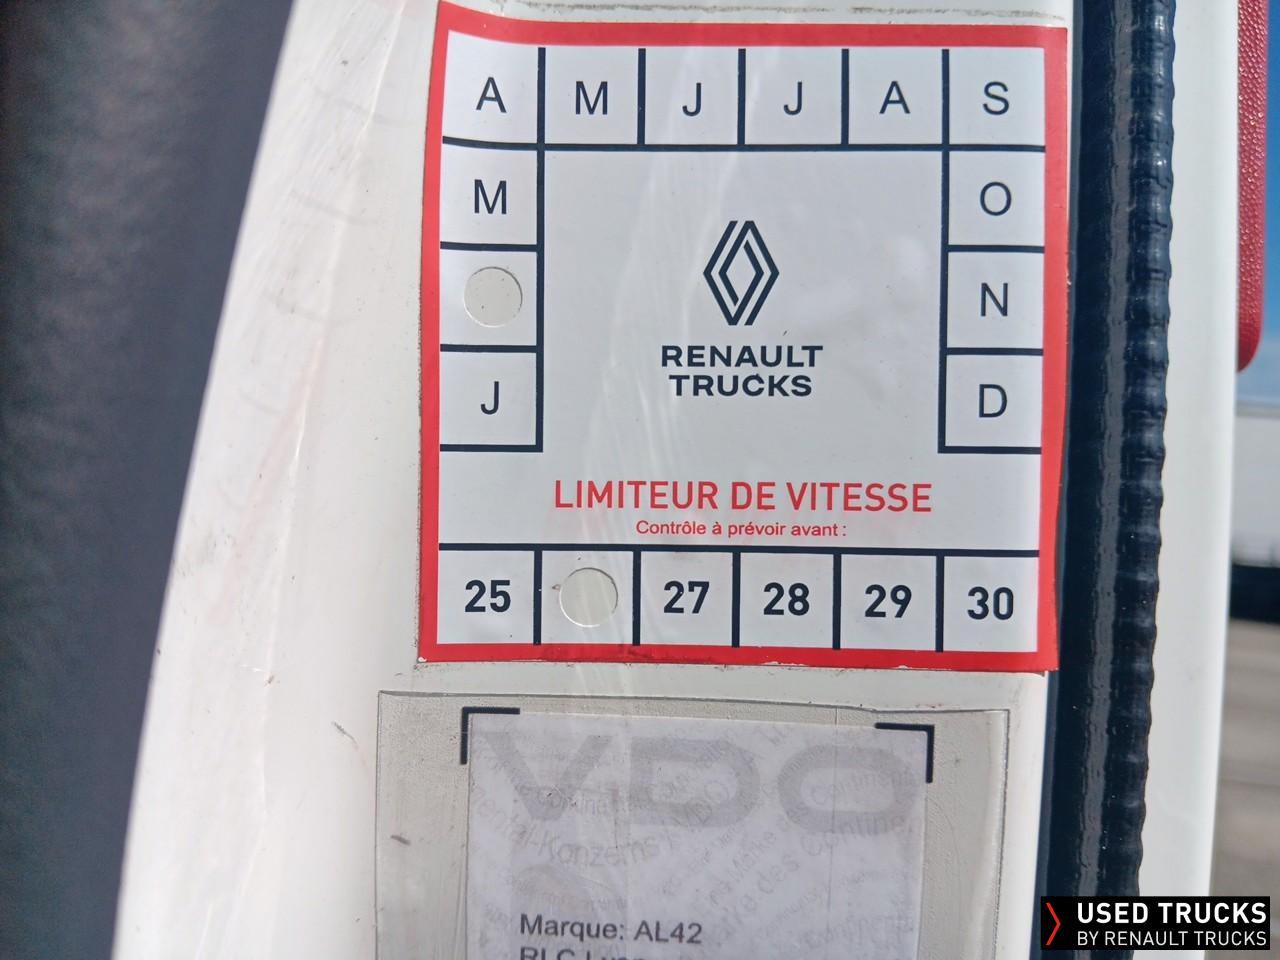 A M J J A S
M O
N
J D
RENAULT
TRUCKS
LIMITEUR DE VITESSE
Contrôle à prévoir avant :
25 27 28 29 30
VDO
Marque: AL42
USED TRUCKS
BY RENAULT TRUCKS